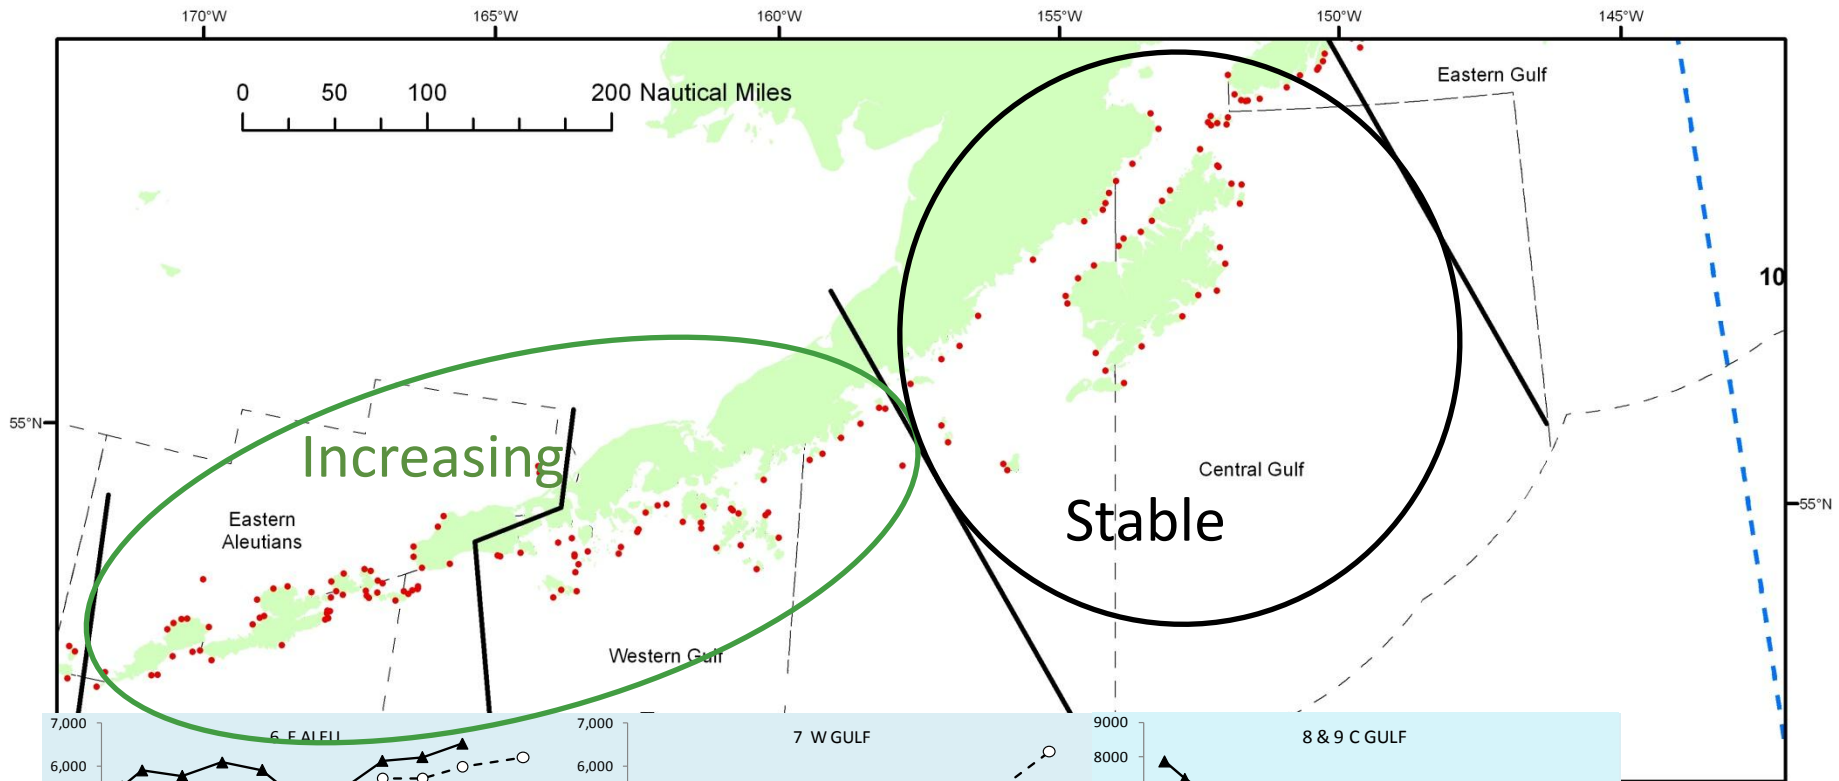 170°W 165°W 160°W 155°W 150°W 145°W
0 50 100 200 Nautical Miles
Eastern Gulf
10
55°N
Increasing
Central Gulf
Stable
55°N
Eastern
Aleutians
Western Gulf
7,000 6 E ALEU 7,000 7 W GULF 9000 8 & 9 C GULF
6,000 6,000 8000